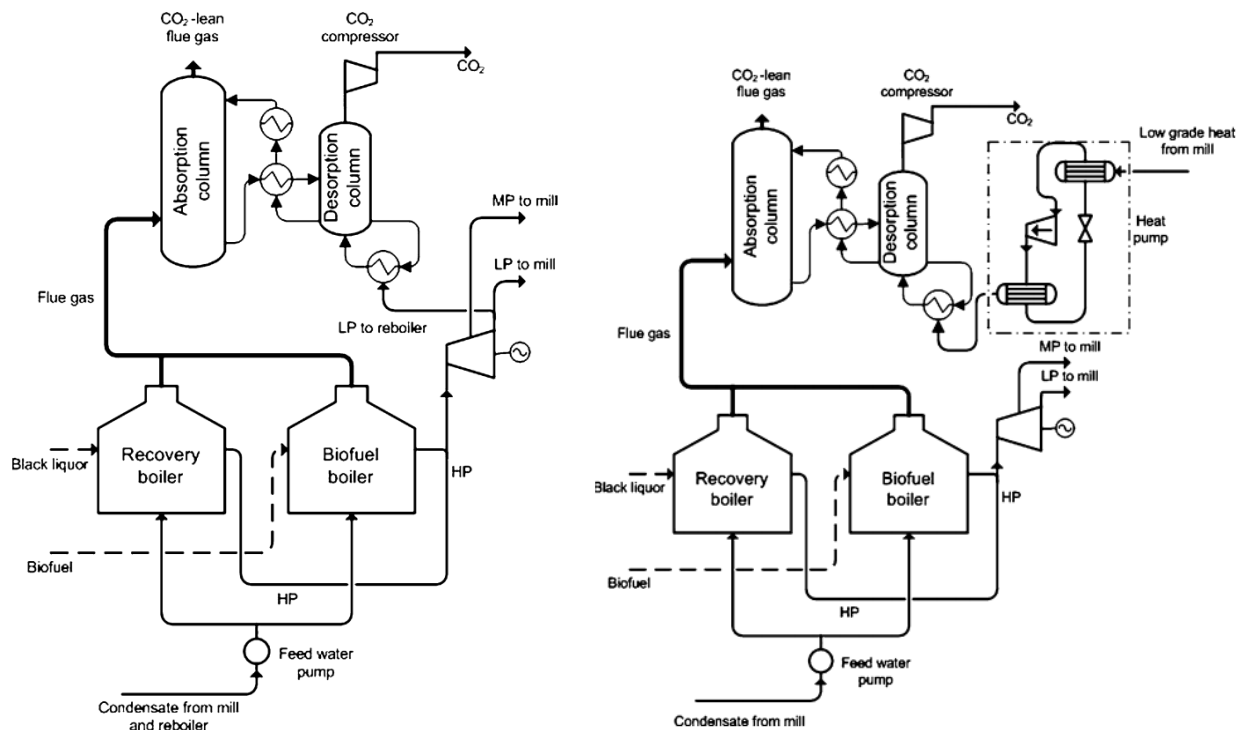 CO₂-lean
flue gas
CO₂
compressor
CO₂
Absorption
column
Desorption
column
MP to mill
LP to mill
Flue gas
LP to reboiler
Black liquor
Recovery
boiler
Biofuel
boiler
HP
Biofuel
HP
Feed water
pump
Condensate from mill
and reboiler
CO₂-lean
flue gas
CO₂
compressor
CO₂
Low grade heat
from mill
Absorption
column
Desorption
column
Heat
pump
Flue gas
MP to mill
LP to mill
Black liquor
Recovery
boiler
Biofuel
boiler
HP
Biofuel
HP
Feed water
pump
Condensate from mill